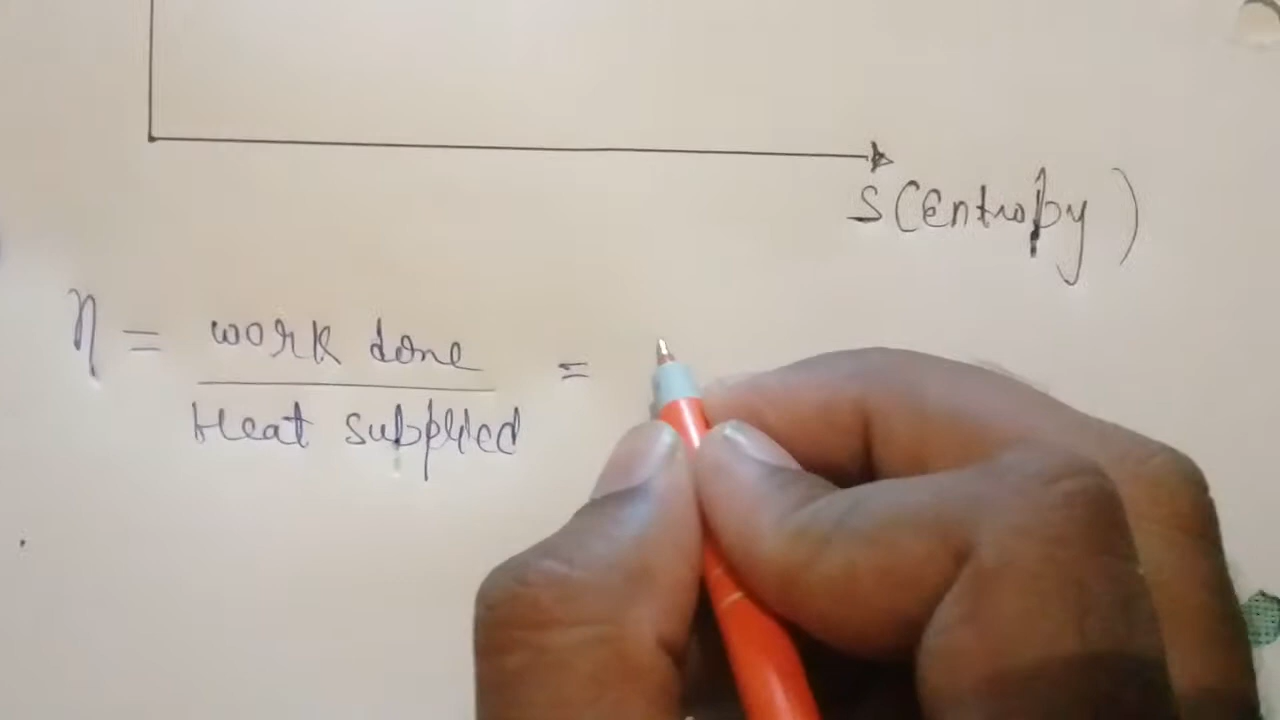 S(Entropy)
η = work done / Heat supplied =